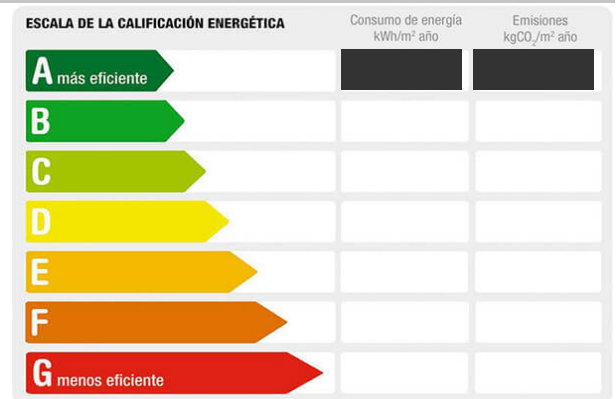 ESCALA DE LA CALIFICACIÓN ENERGÉTICA
Consumo de energía
kWh/m² año
Emisiones
kgCO₂/m² año
A más eficiente
B
C
D
E
F
G menos eficiente